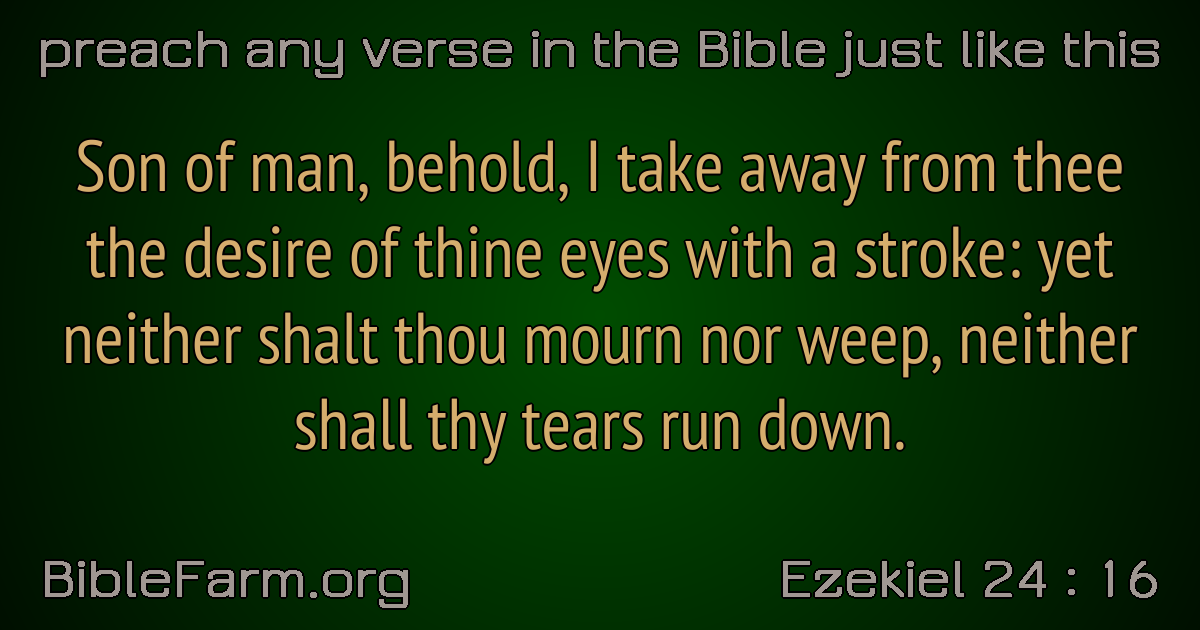 preach any verse in the Bible just like this
Son of man, behold, I take away from thee
the desire of thine eyes with a stroke: yet
neither shalt thou mourn nor weep, neither
shall thy tears run down.
BibleFarm.org
Ezekiel 24 : 16